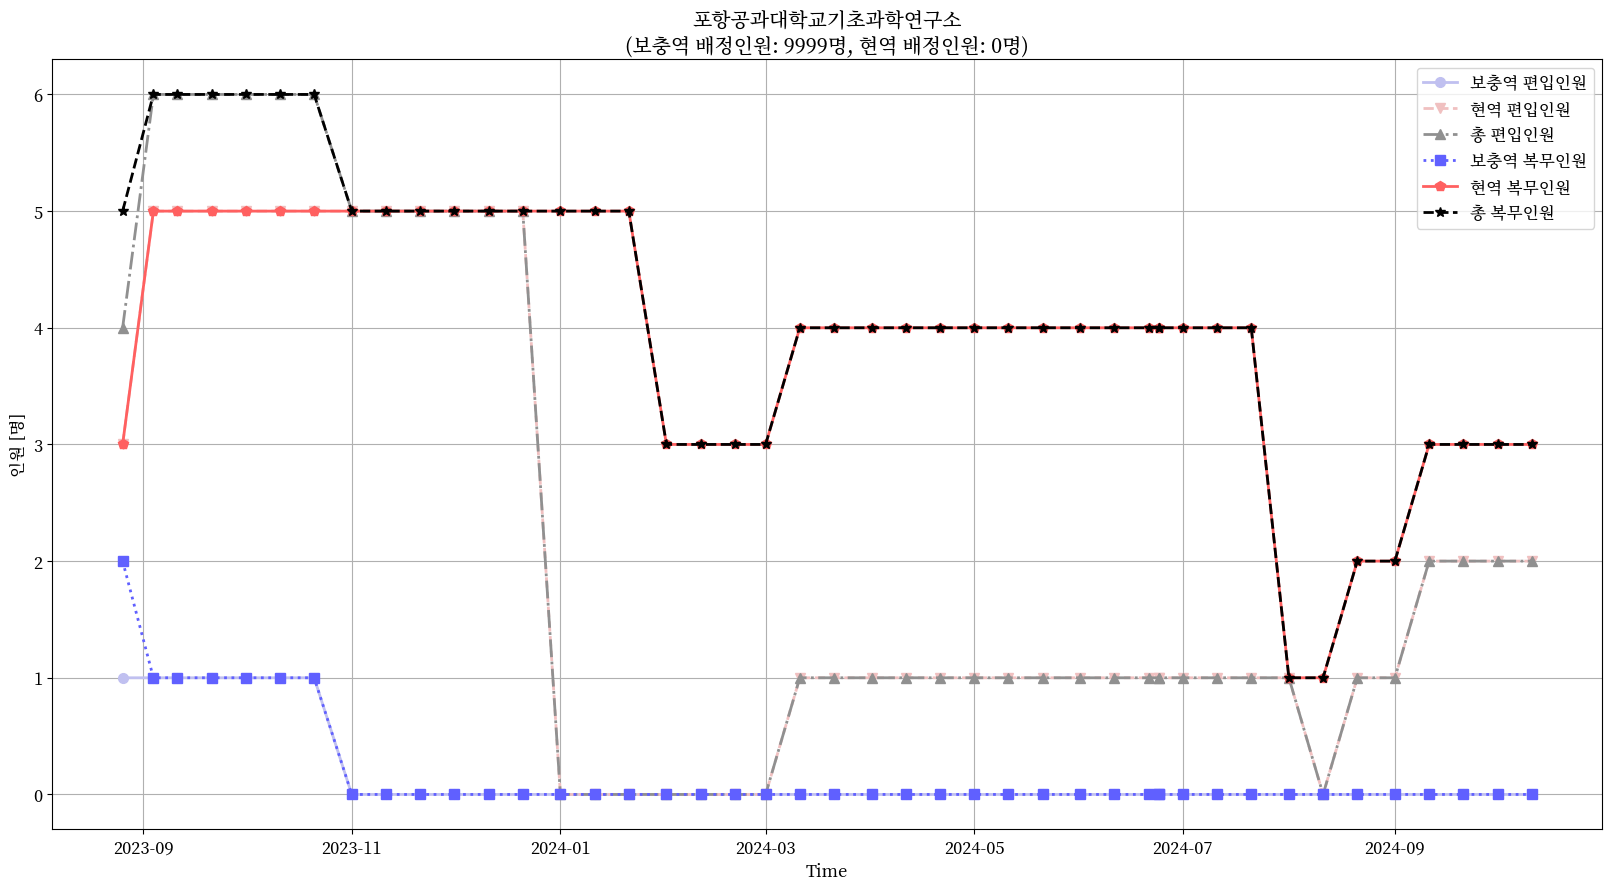 포항공과대학교기초과학연구소
(보충역 배정인원: 9999명, 현역 배정인원: 0명)
보충역 편입인원
현역 편입인원
총 편입인원
보충역 복무인원
현역 복무인원
총 복무인원
인원 [명]
6
5
4
3
2
1
0
2023-09
2023-11
2024-01
2024-03
2024-05
2024-07
2024-09
Time